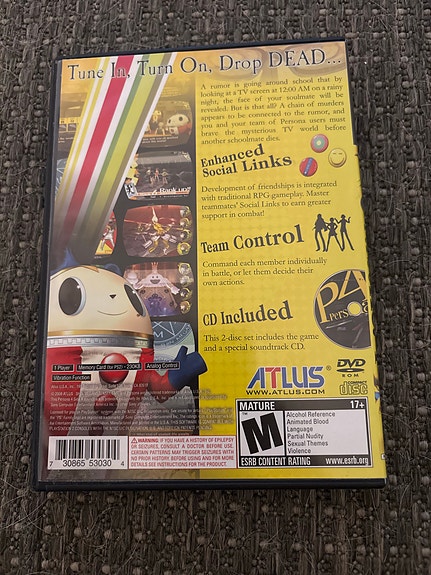 Tune In, Turn On, Drop DEAD...
A rumor is going around school that by
looking at a TV screen at 12:00 AM on a rainy
night, the face of your soulmate will be
revealed. But is that all? A chain of murders
appears to be connected to the rumor, and
you and your team of Persona users must
brave the mysterious TV world before
another schoolmate dies.
Enhanced
Social Links
Development of friendships is integrated
with traditional RPG gameplay. Master
teammates' Social Links to earn greater
support in combat!
Team Control
Command each member individually
in battle, or let them decide their
own actions.
CD Included
This 2-disc set includes the game
and a special soundtrack CD.
P4
1 Player
Memory Card (for PS2) - 230KB
Analog Control
Vibration Function
ATLUS®
WWW.ATLUS.COM
DVD
ROM
COMPACT
disc
MATURE 17+
M
Alcohol Reference
Animated Blood
Language
Partial Nudity
Sexual Themes
Violence
ESRB CONTENT RATING www.esrb.org
WARNING: IF YOU HAVE A HISTORY OF EPILEPSY
OR SEIZURES, CONSULT A DOCTOR BEFORE USE.
CERTAIN PATTERNS MAY TRIGGER SEIZURES WITH
NO PRIOR HISTORY. BEFORE USING AND FOR MORE
DETAILS SEE INSTRUCTIONS FOR THE PRODUCT.
7 30865 53030 4